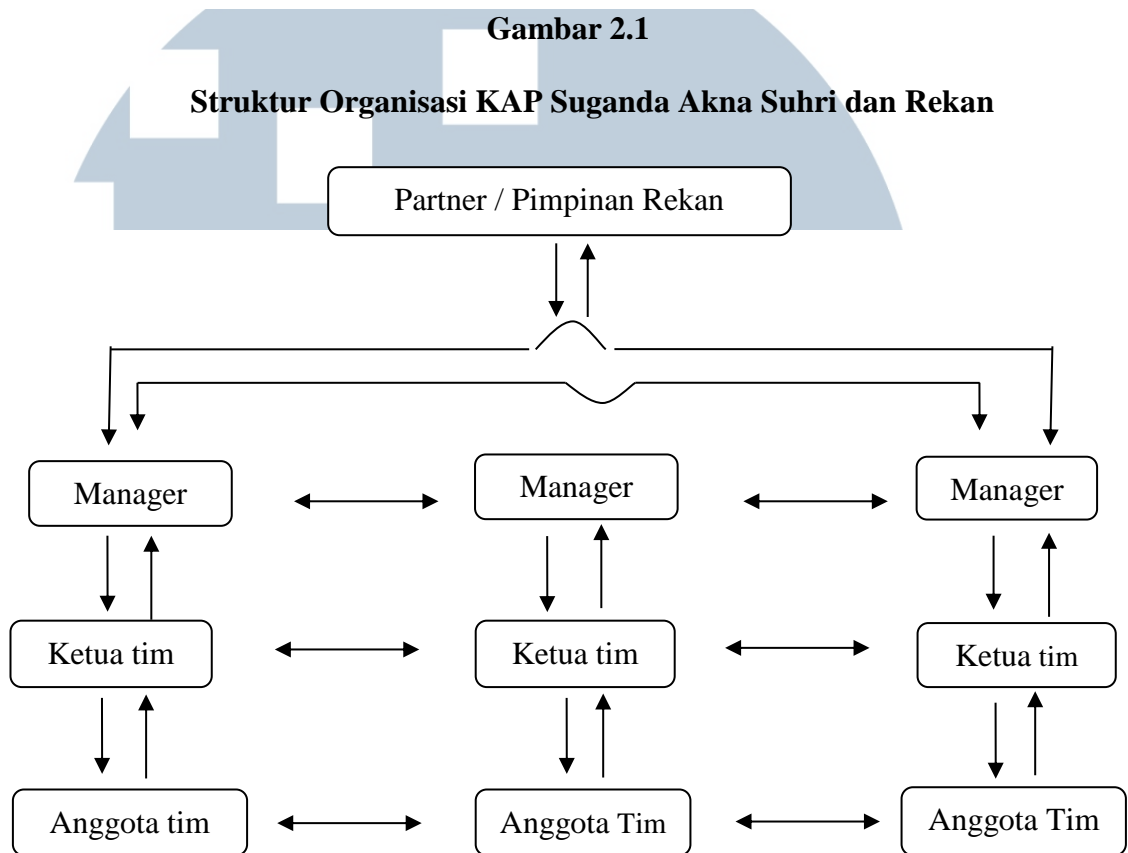 Gambar 2.1
Struktur Organisasi KAP Suganda Akna Suhri dan Rekan
Partner / Pimpinan Rekan
Manager
Manager
Manager
Ketua tim
Ketua tim
Ketua tim
Anggota tim
Anggota Tim
Anggota Tim